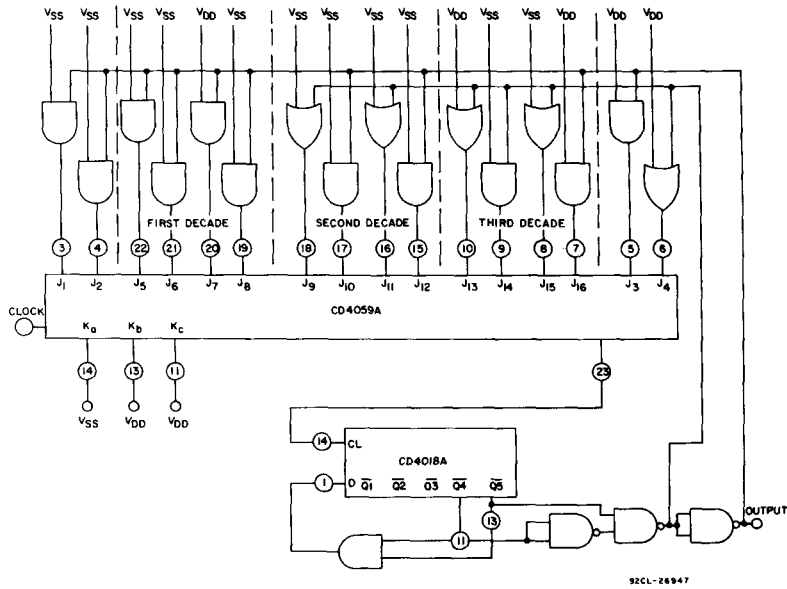 VSS VSS VSS VSS VDD VSS VSS VSS VSS VSS VDD VSS VSS VDD VDD VDD
FIRST DECADE SECOND DECADE THIRD DECADE
3 4 22 21 20 19 18 17 16 15 10 9 8 7 5 6
J1 J2 J5 J6 J7 J8 J9 J10 J11 J12 J13 J14 J15 J16 J3 J4
CLOCK
CD4059A
Ka Kb Kc
14 13 11 23
VSS VDD VDD
14 CL
CD4018A
1 D Q1 Q2 Q3 Q4 Q5
13
OUTPUT
11
92CL-26947